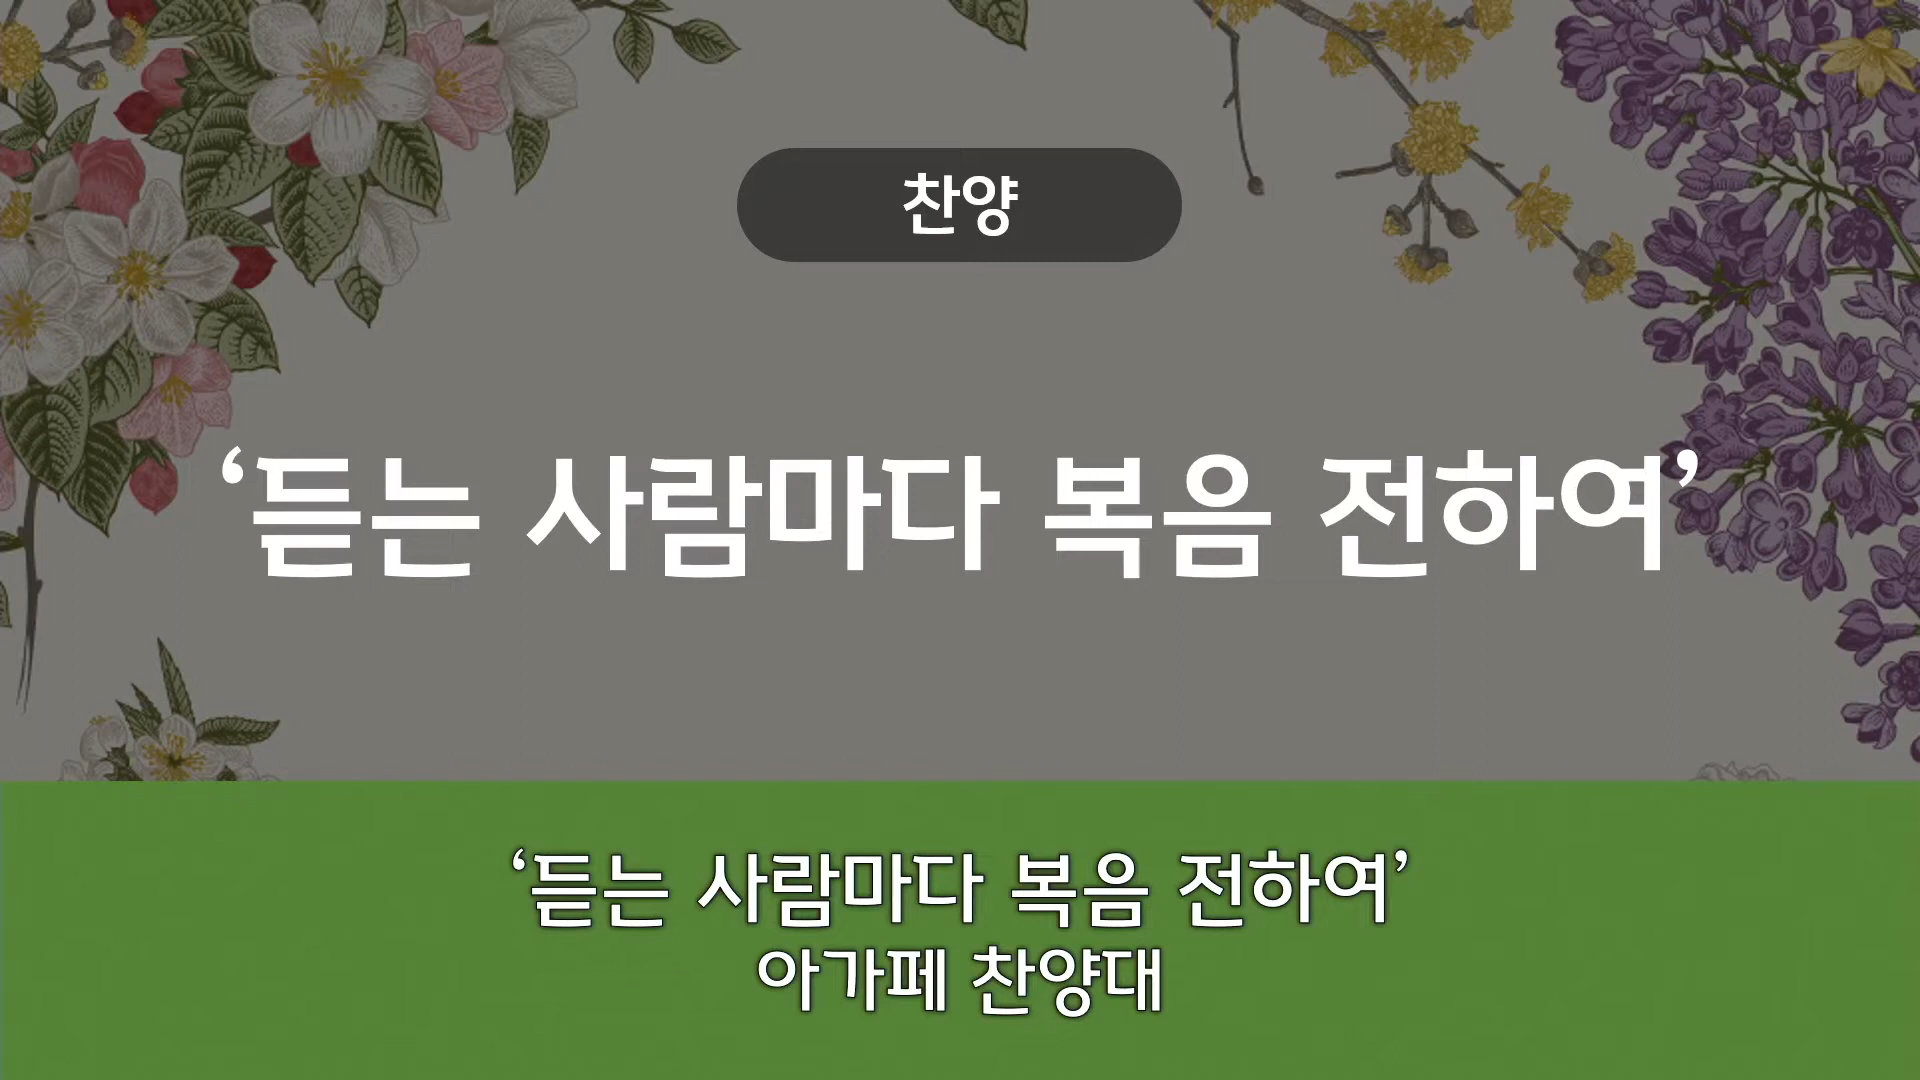 찬양
‘듣는 사람마다 복음 전하여’
‘듣는 사람마다 복음 전하여’
아가페 찬양대